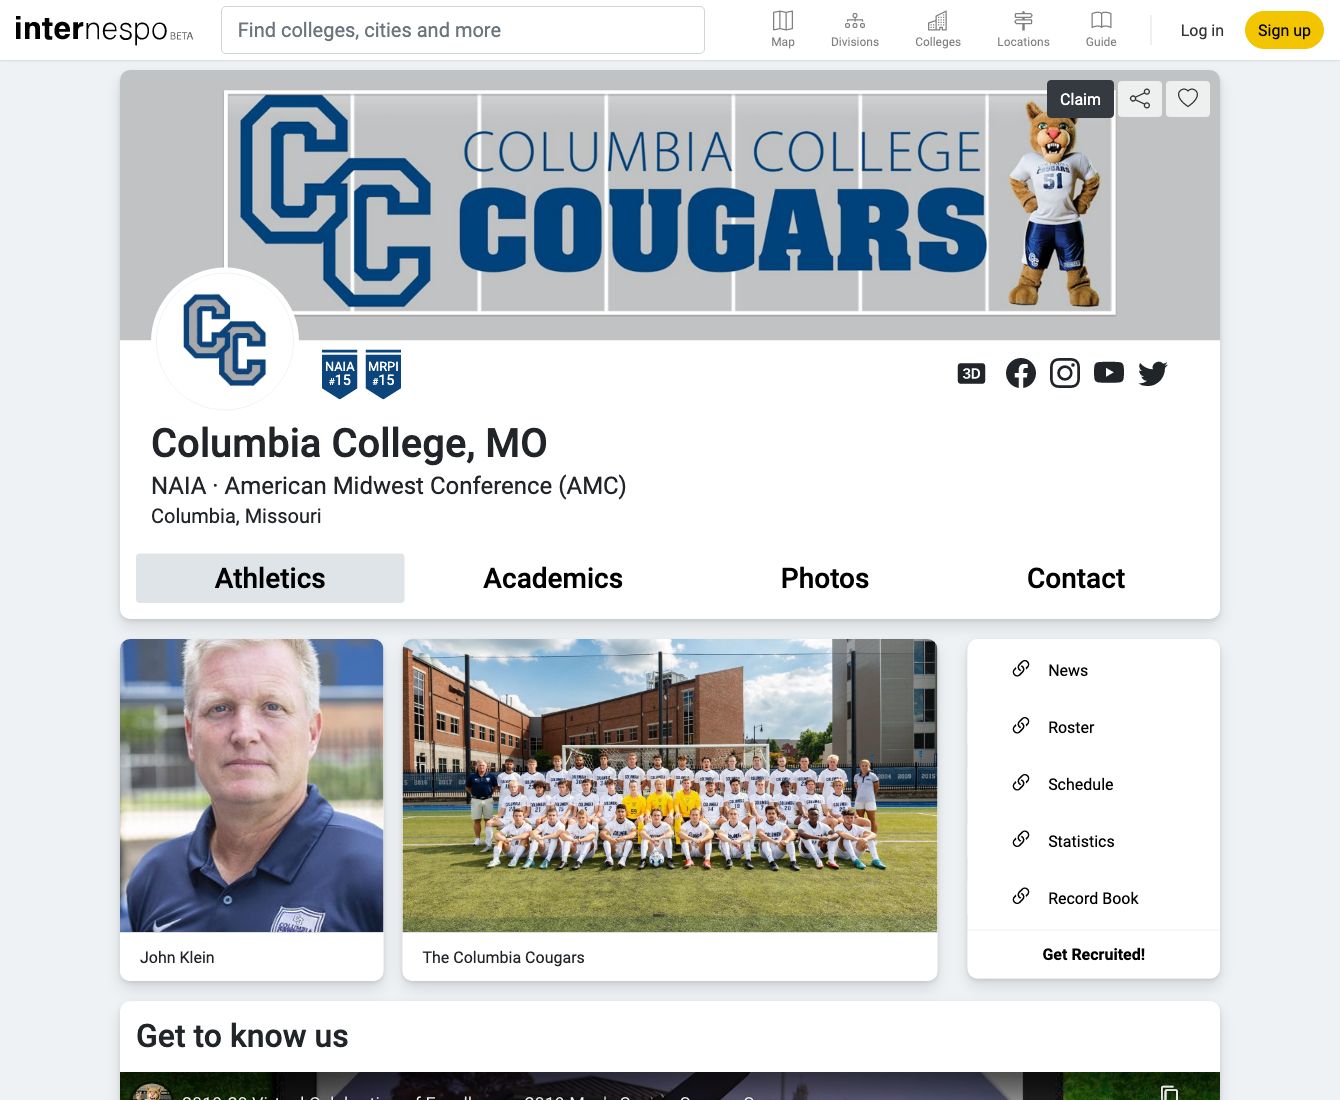 internespo BETA
Find colleges, cities and more
Map
Divisions
Colleges
Locations
Guide
Log in
Sign up
Claim
CC
COLUMBIA COLLEGE
COUGARS
COUGARS
51
CC
NAIA
#15
MRPI
#15
3D
Columbia College, MO
NAIA · American Midwest Conference (AMC)
Columbia, Missouri
Athletics
Academics
Photos
Contact
News
Roster
Schedule
Statistics
Record Book
Get Recruited!
John Klein
The Columbia Cougars
Get to know us